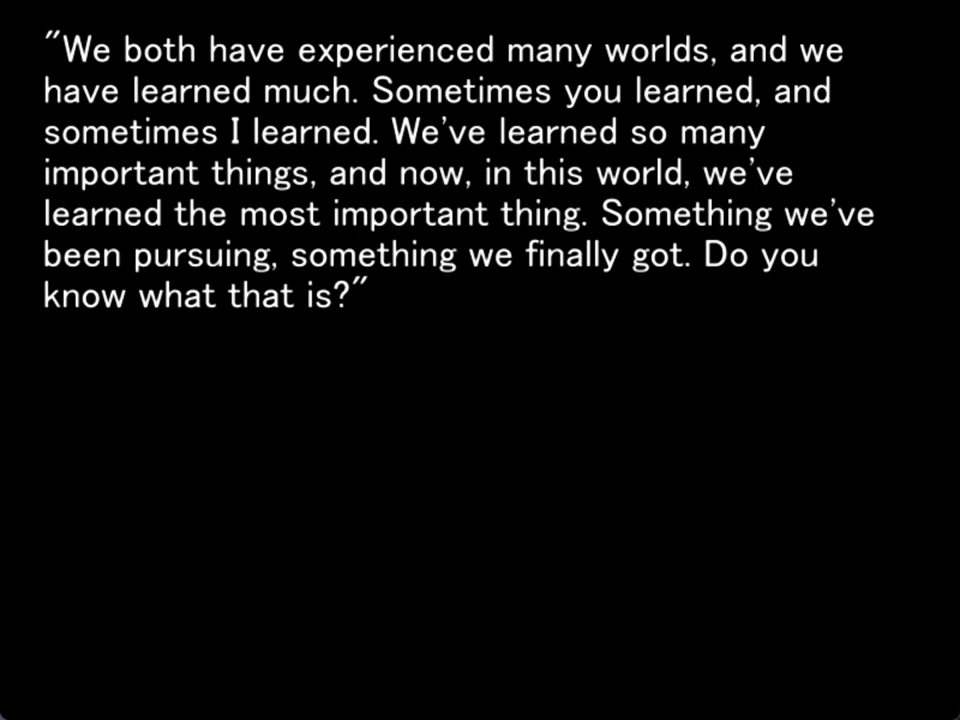 "We both have experienced many worlds, and we
have learned much. Sometimes you learned, and
sometimes I learned. We've learned so many
important things, and now, in this world, we've
learned the most important thing. Something we've
been pursuing, something we finally got. Do you
know what that is?"